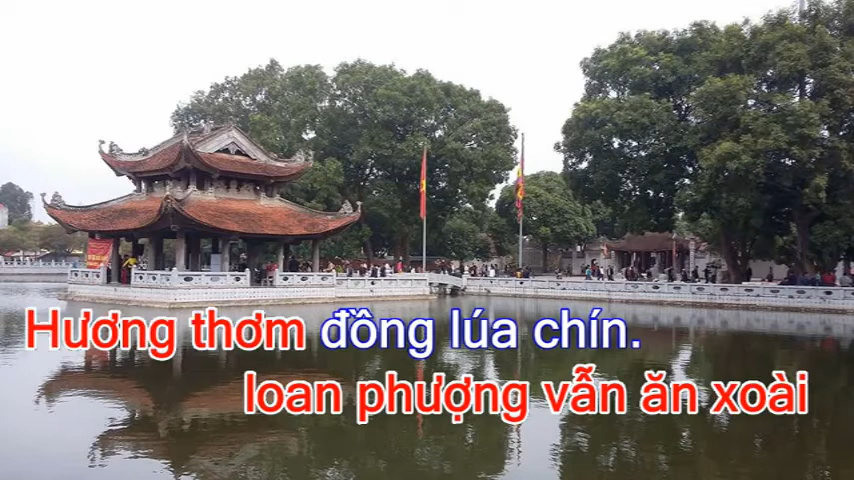 Hương thơm đồng lúa chín.
loan phượng vẫn ăn xoài